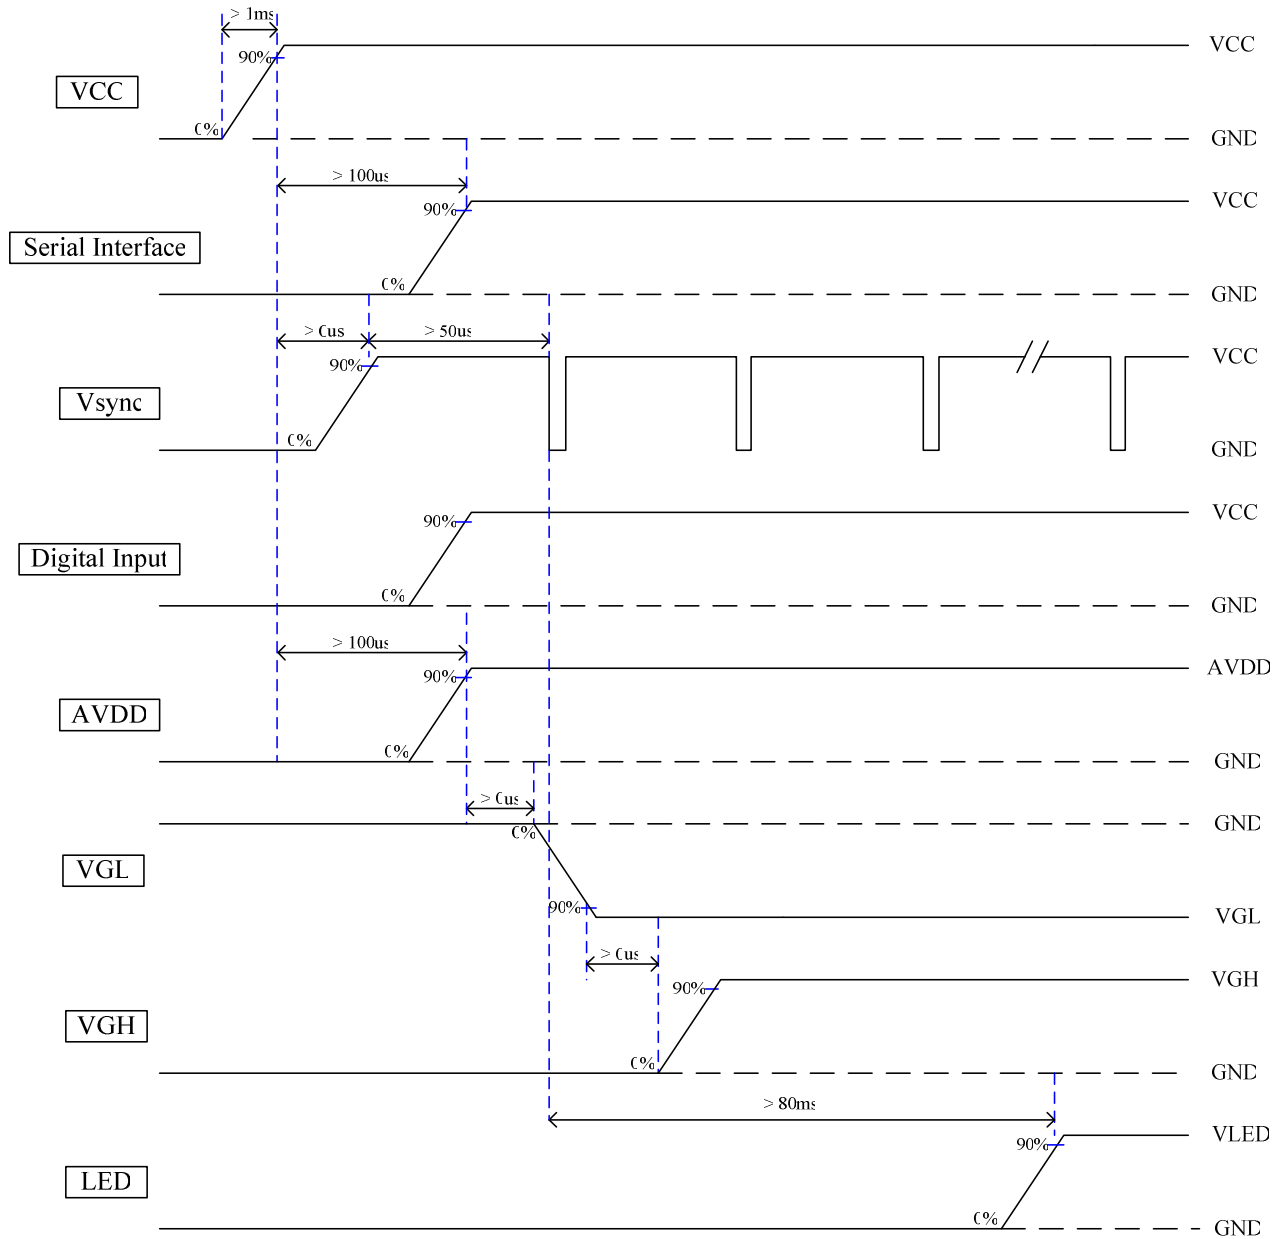 > 1ms
VCC
90%
VCC
0%
GND
> 100us
90%
VCC
Serial Interface
0%
GND
> 0us
> 50us
90%
VCC
Vsync
0%
GND
90%
VCC
Digital Input
0%
GND
> 100us
90%
AVDD
AVDD
0%
GND
> 0us
GND
0%
VGL
90%
VGL
> 0us
90%
VGH
VGH
0%
GND
> 80ms
90%
VLED
LED
0%
GND